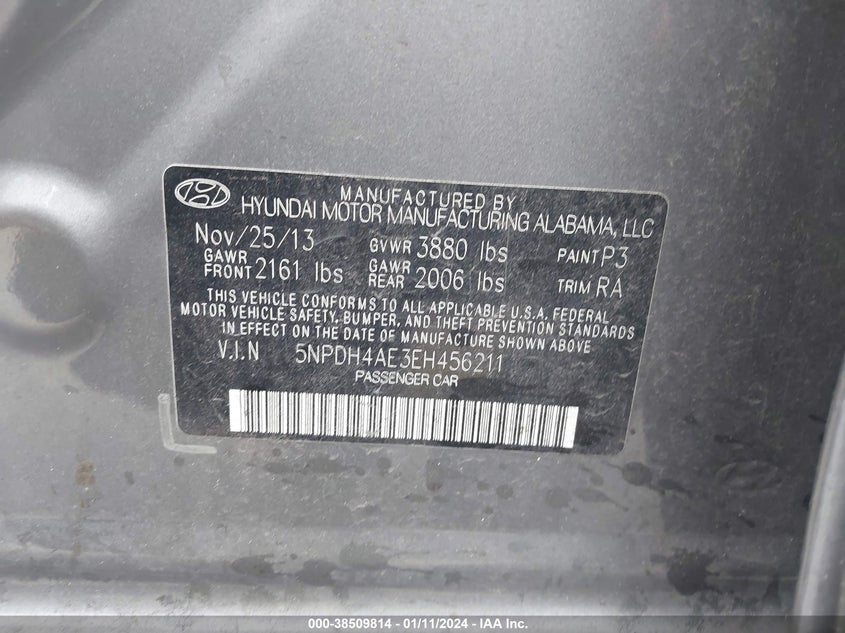 MANUFACTURED BY
HYUNDAI MOTOR MANUFACTURING ALABAMA, LLC
Nov/25/13 GVWR 3880 lbs PAINT P3
GAWR FRONT 2161 lbs GAWR REAR 2006 lbs TRIM RA
THIS VEHICLE CONFORMS TO ALL APPLICABLE U.S.A. FEDERAL
MOTOR VEHICLE SAFETY, BUMPER, AND THEFT PREVENTION STANDARDS
IN EFFECT ON THE DATE OF MANUFACTURE SHOWN ABOVE
V.I.N 5NPDH4AE3EH456211
PASSENGER CAR
000-38509814 - 01/11/2024 - IAA Inc.